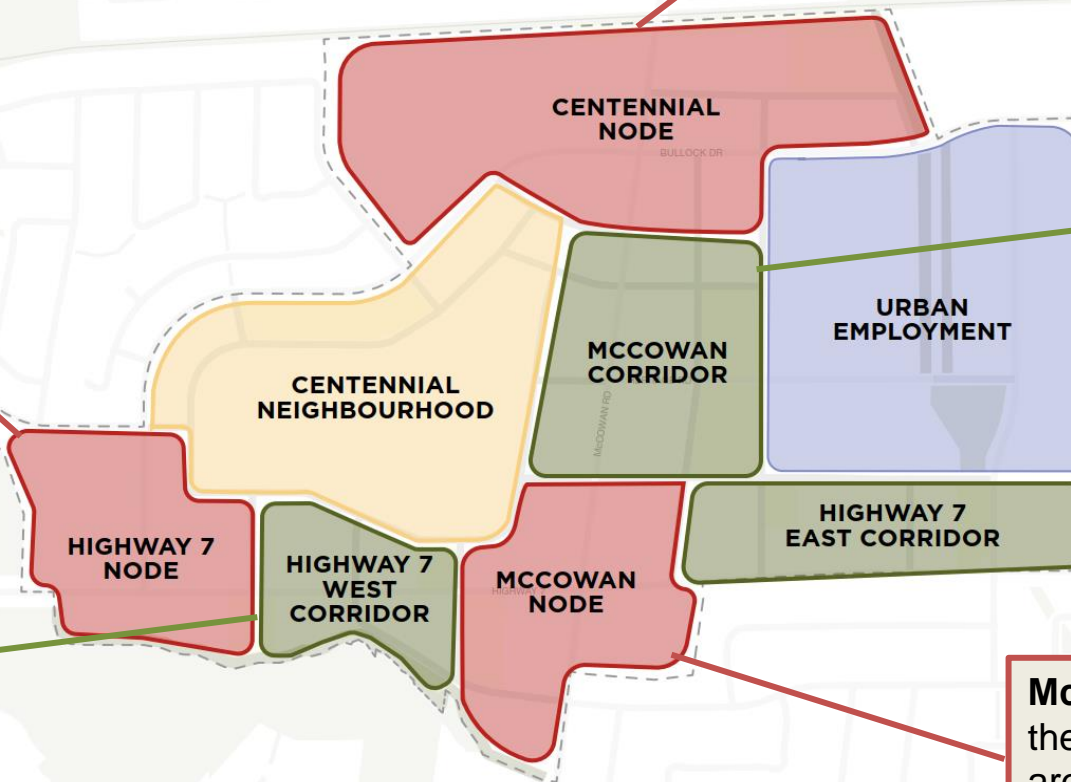 CENTENNIAL
NODE
BULLOCK DR
URBAN
EMPLOYMENT
MCCOWAN
CORRIDOR
McCOWAN RD
CENTENNIAL
NEIGHBOURHOOD
HIGHWAY 7
NODE
HIGHWAY 7
WEST
CORRIDOR
MCCOWAN
NODE
HIGHWAY
HIGHWAY 7
EAST CORRIDOR
Mc
the